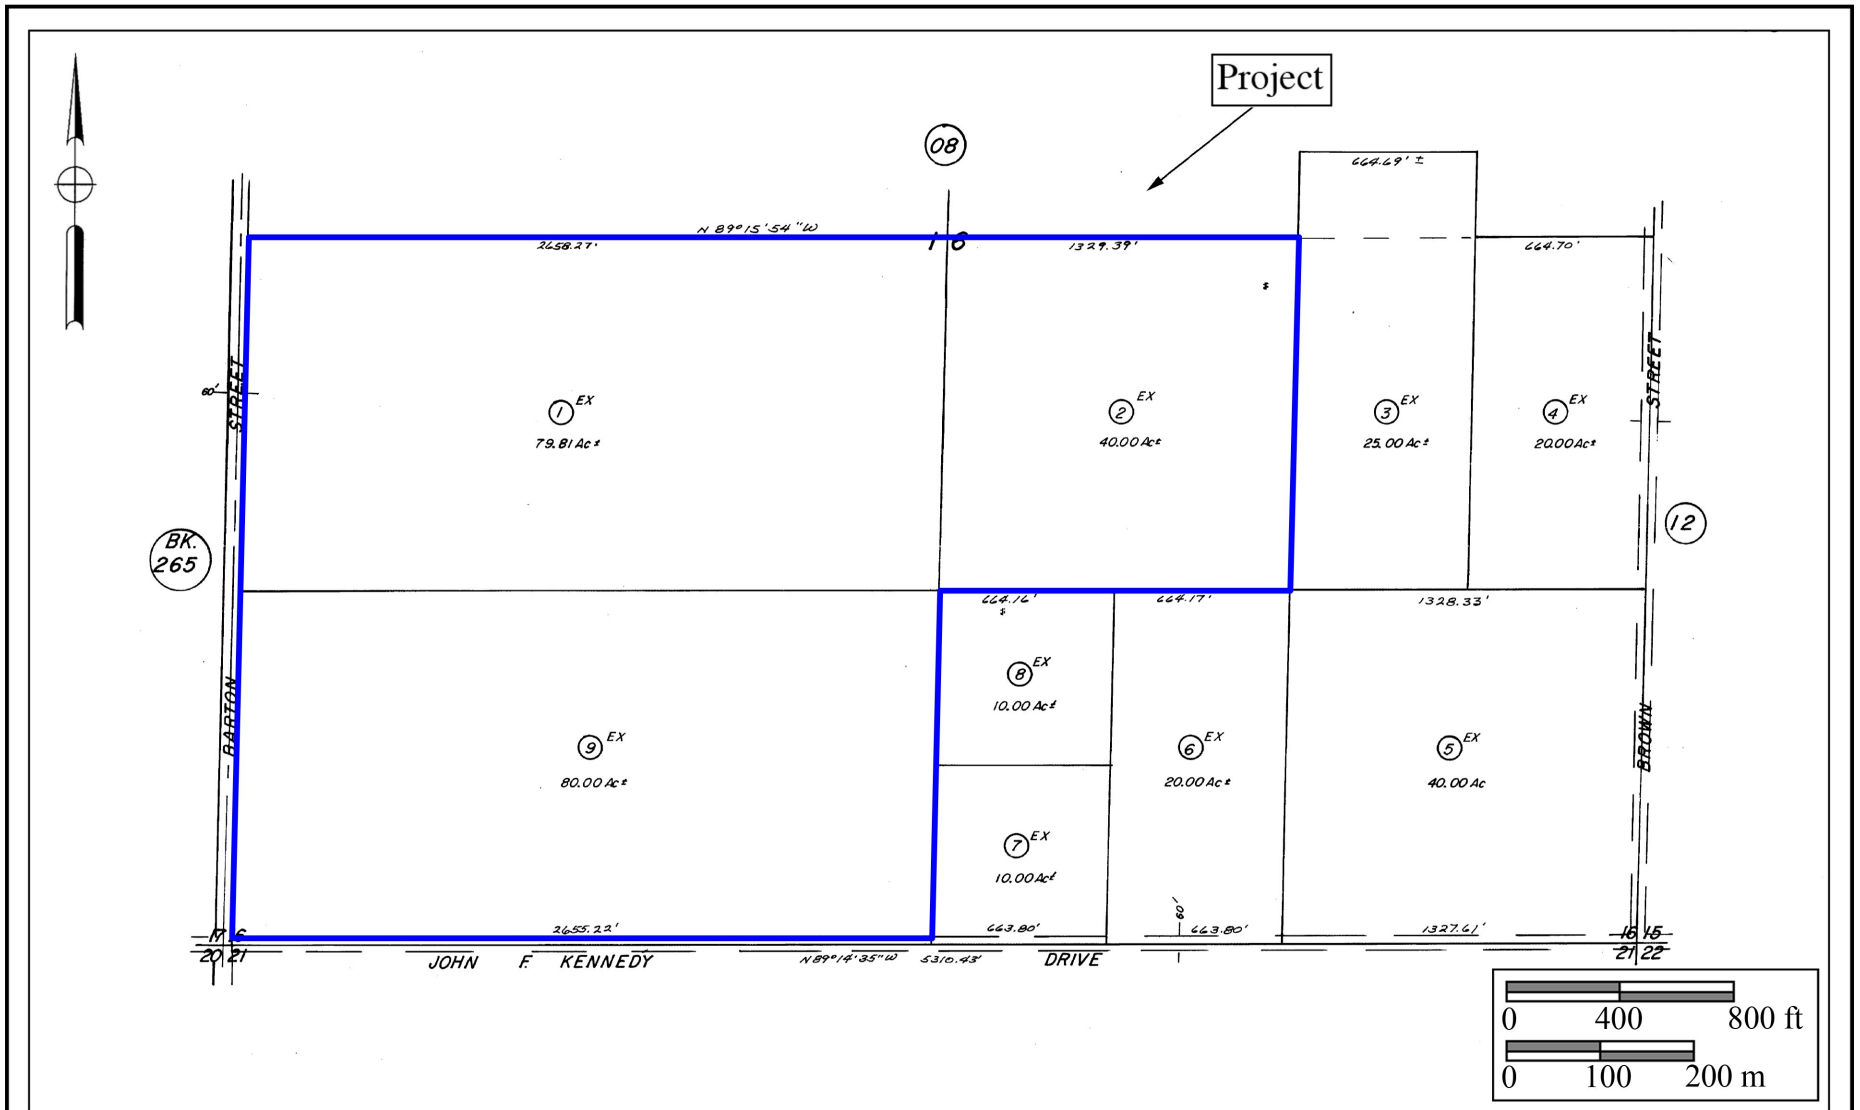 Project
08
664.69' ±
N 89°15'54"W
2658.27'
16
1329.39'
664.70'
STREET
60'
STREET
1 EX
79.81 Ac±
2 EX
40.00 Ac±
3 EX
25.00 Ac±
4 EX
20.00 Ac±
12
BK.
265
664.16'
664.17'
1328.33'
BARTON
8 EX
10.00 Ac±
9 EX
80.00 Ac±
6 EX
20.00 Ac±
5 EX
40.00 Ac
BROWN
7 EX
10.00 Ac±
60'
2655.22'
663.80'
663.80'
1327.61'
17 16
20 21
16 15
21 22
JOHN F. KENNEDY
N89°14'35"W 5310.43'
DRIVE
0 400 800 ft
0 100 200 m